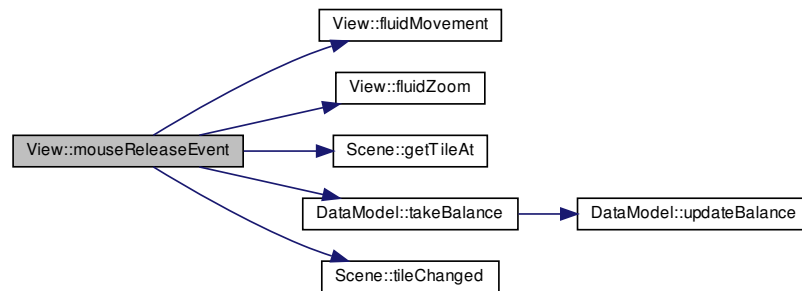 View::fluidMovement
View::fluidZoom
View::mouseReleaseEvent
Scene::getTileAt
DataModel::takeBalance
DataModel::updateBalance
Scene::tileChanged